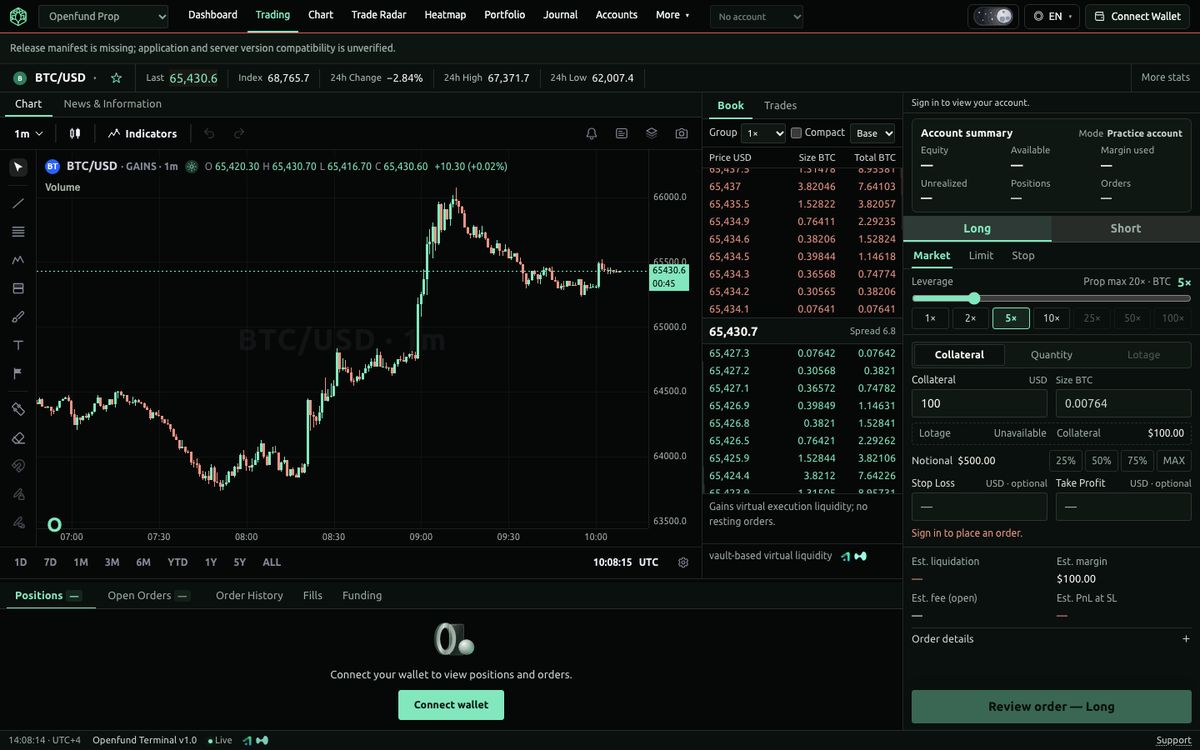 Openfund Prop Dashboard Trading Chart Trade Radar Heatmap Portfolio Journal Accounts More No account EN Connect Wallet
Release manifest is missing; application and server version compatibility is unverified.
B BTC/USD · Last 65,430.6 Index 68,765.7 24h Change −2.84% 24h High 67,371.7 24h Low 62,007.4 More stats
Chart News & Information
1m Indicators
BT BTC/USD · GAINS · 1m O 65,420.30 H 65,430.70 L 65,416.70 C 65,430.60 +10.30 (+0.02%)
Volume
BTC/USD · 1m
66000.0
65500.0
65430.6
00:45
65000.0
64500.0
64000.0
63500.0
07:00 07:30 08:00 08:30 09:00 09:30 10:00
1D 7D 1M 3M 6M YTD 1Y 5Y ALL 10:08:15 UTC
Book Trades
Group 1× Compact Base
Price USD Size BTC Total BTC
65,437.5 1.31478 8.95381
65,437 3.82046 7.64103
65,435.5 1.52822 3.82057
65,434.9 0.76411 2.29235
65,434.6 0.38206 1.52824
65,434.5 0.39844 1.14618
65,434.3 0.36568 0.74774
65,434.2 0.30565 0.38206
65,434.1 0.07641 0.07641
65,430.7 Spread 6.8
65,427.3 0.07642 0.07642
65,427.2 0.30568 0.3821
65,427.1 0.36572 0.74782
65,426.9 0.39849 1.14631
65,426.8 0.3821 1.52841
65,426.5 0.76421 2.29262
65,425.9 1.52844 3.82106
65,424.4 3.8212 7.64226
65,423.9 1.31505 8.95731
Gains virtual execution liquidity; no
resting orders.
vault-based virtual liquidity
Sign in to view your account.
Account summary Mode Practice account
Equity Available Margin used
— — —
Unrealized Positions Orders
— — —
Long Short
Market Limit Stop
Leverage Prop max 20× · BTC 5×
1× 2× 5× 10× 25× 50× 100×
Collateral Quantity Lotage
Collateral USD Size BTC
100 0.00764
Lotage Unavailable Collateral $100.00
Notional $500.00 25% 50% 75% MAX
Stop Loss USD · optional Take Profit USD · optional
— —
Sign in to place an order.
Est. liquidation Est. margin
— $100.00
Est. fee (open) Est. PnL at SL
— —
Order details +
Review order — Long
Positions — Open Orders — Order History Fills Funding
Connect your wallet to view positions and orders.
Connect wallet
14:08:14 · UTC+4 Openfund Terminal v1.0 Live Support